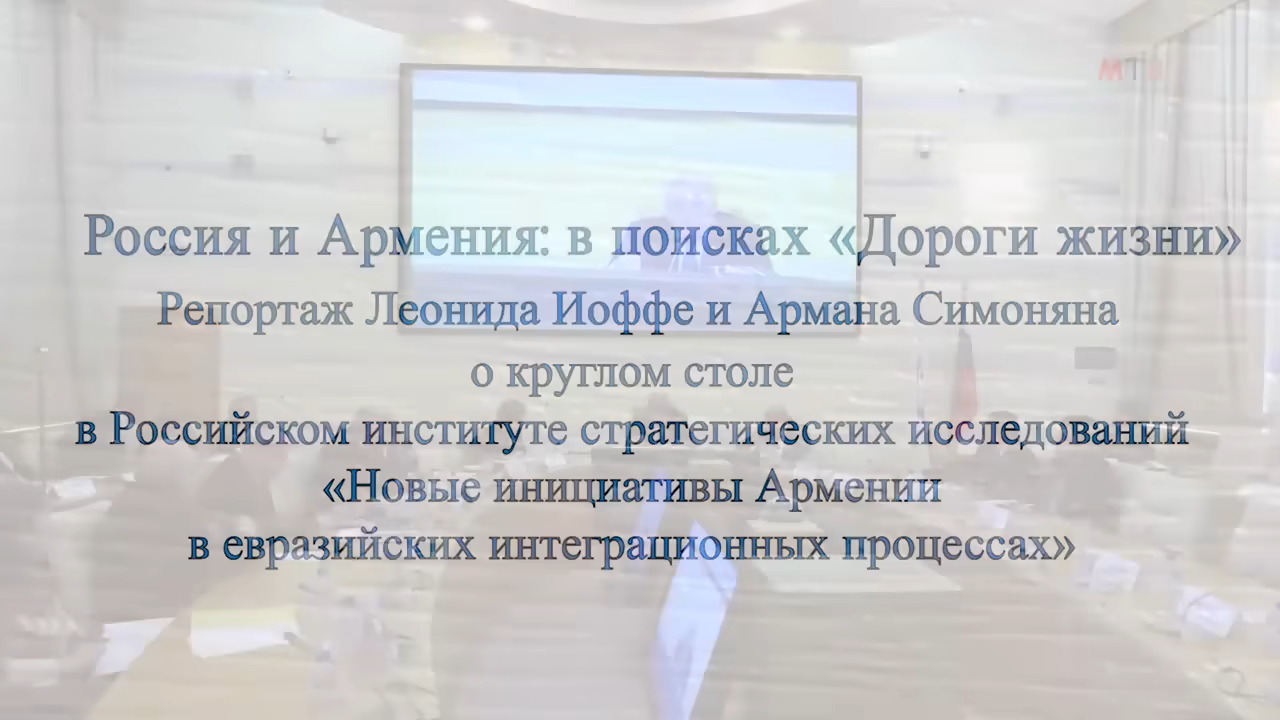 Россия и Армения: в поисках «Дороги жизни»
Репортаж Леонида Иоффе и Армана Симоняна
о круглом столе
в Российском институте стратегических исследований
«Новые инициативы Армении
в евразийских интеграционных процессах»